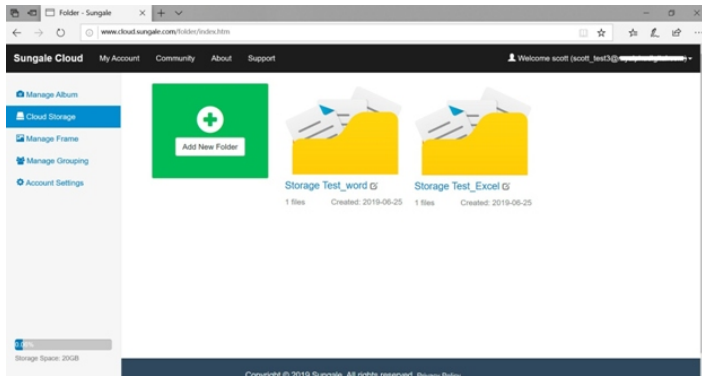 Folder - Sungale
www.cloud.sungale.com/folder/index.htm
Sungale Cloud My Account Community About Support Welcome scott (scott_test3@
Manage Album
Cloud Storage
Manage Frame
Manage Grouping
Account Settings
Add New Folder
Storage Test_word
1 files Created: 2019-06-25
Storage Test_Excel
1 files Created: 2019-06-25
Storage Space: 20GB
Copyright © 2019 Sungale. All rights reserved. Privacy Policy